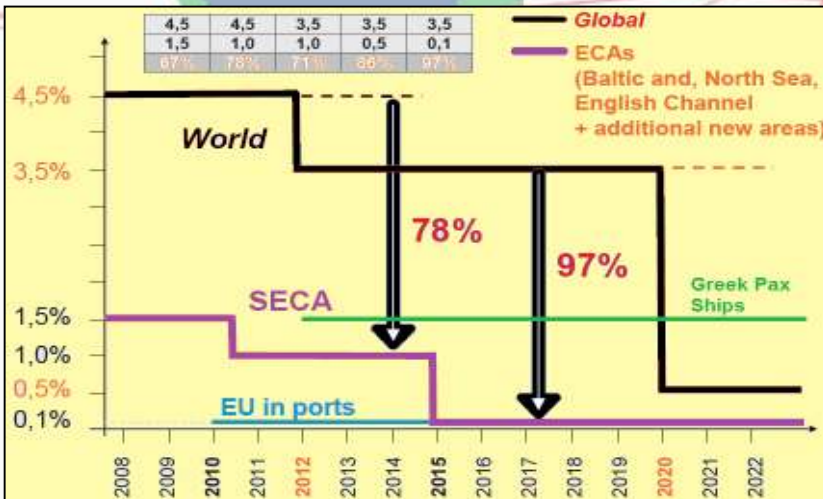 4,5 4,5 3,5 3,5 3,5
1,5 1,0 1,0 0,5 0,1
67% 78% 71% 86% 97%
Global
ECAs
(Baltic and, North Sea,
English Channel
+ additional new areas)
4,5%
World
3,5%
78%
97%
SECA
Greek Pax
Ships
1,5%
1,0%
0,5%
EU in ports
0,1%
2008 2009 2010 2011 2012 2013 2014 2015 2016 2017 2018 2019 2020 2021 2022